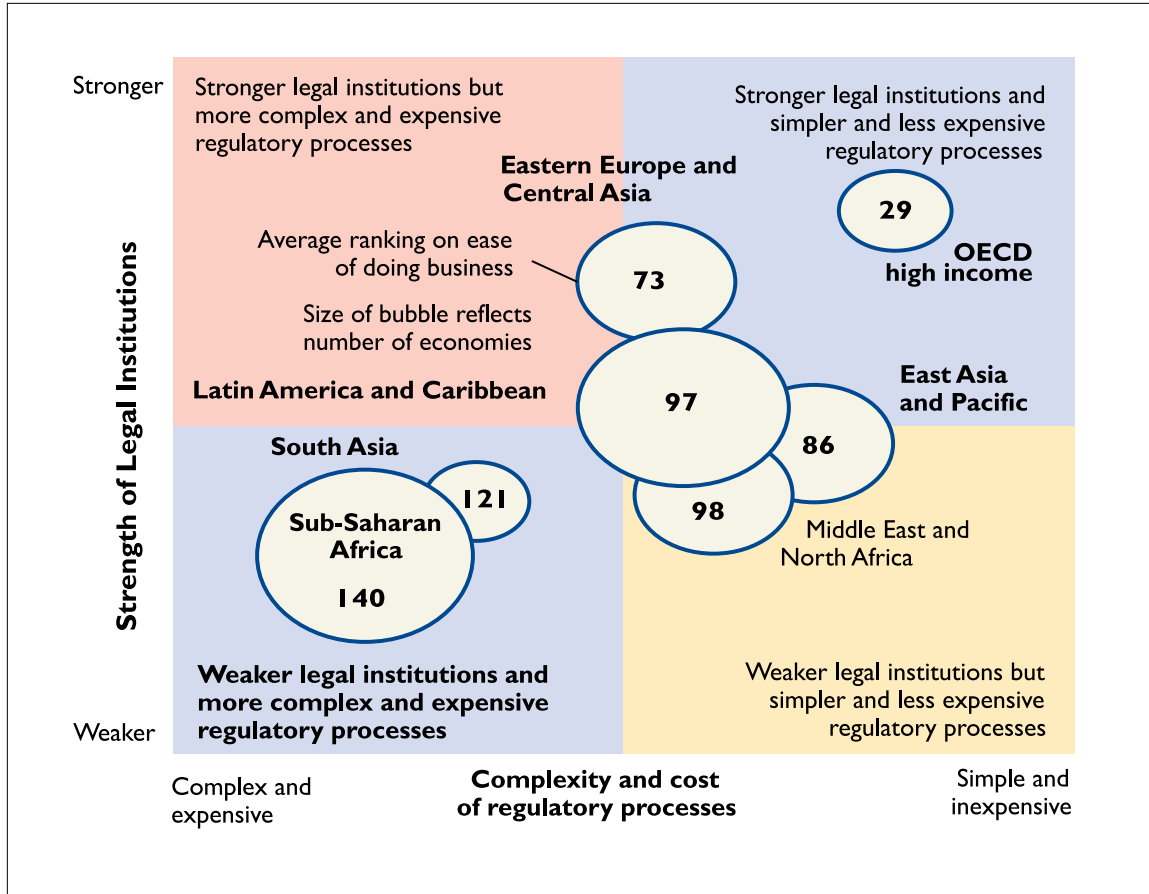 Stronger
Stronger legal institutions but
more complex and expensive
regulatory processes
Stronger legal institutions and
simpler and less expensive
regulatory processes
Eastern Europe and
Central Asia
29
OECD
high income
Average ranking on ease
of doing business
73
Size of bubble reflects
number of economies
Strength of Legal Institutions
Latin America and Caribbean
97
East Asia
and Pacific
86
South Asia
121
98
Sub-Saharan
Africa
140
Middle East and
North Africa
Weaker legal institutions and
more complex and expensive
regulatory processes
Weaker legal institutions but
simpler and less expensive
regulatory processes
Weaker
Complex and
expensive
Complexity and cost
of regulatory processes
Simple and
inexpensive